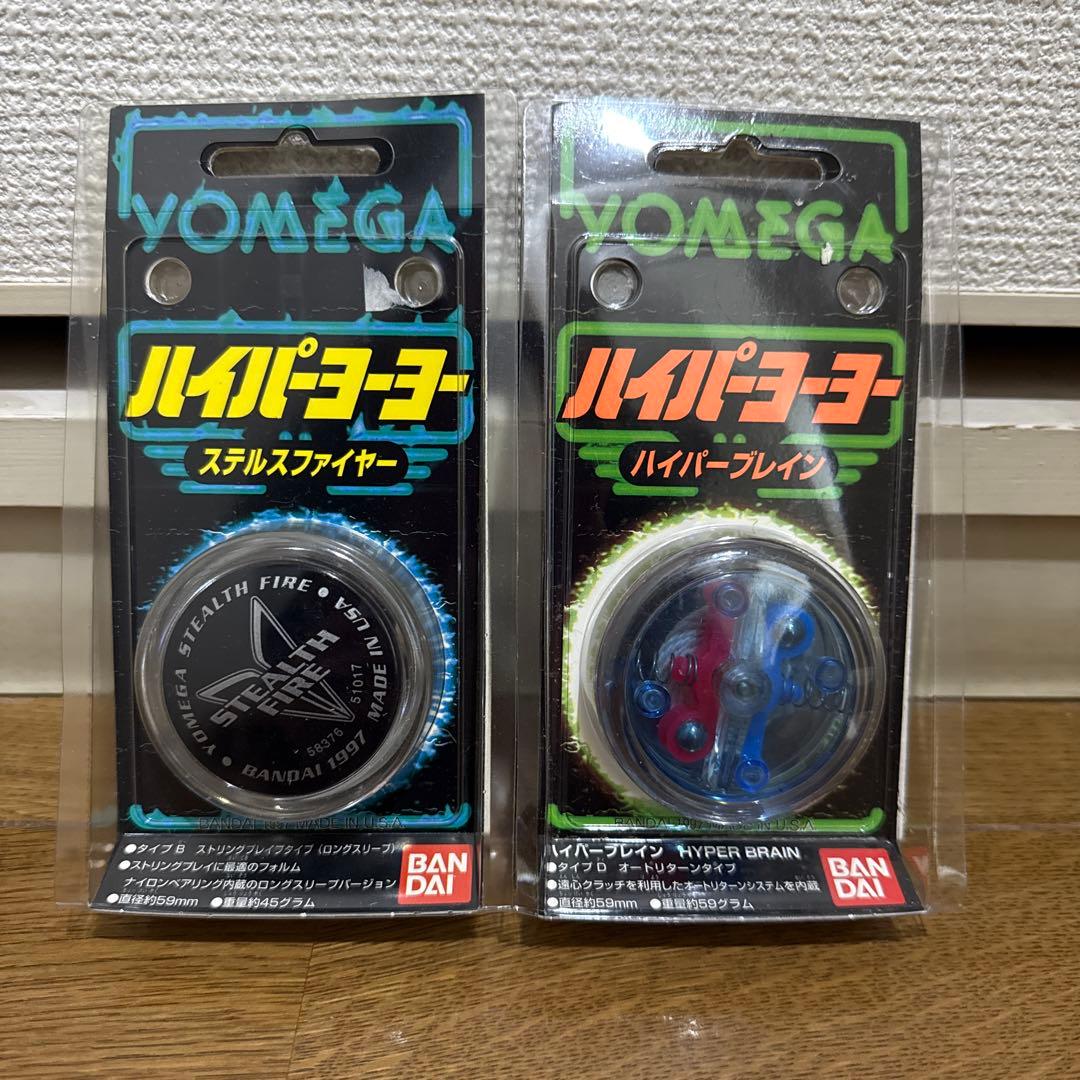 YOMEGA
ハイパーヨーヨー
ステルスファイヤー
YOMEGA STEALTH FIRE • MADE IN USA
STEALTH
FIRE
58376
51017
• BANDAI 1997
BANDAI 1997 MADE IN U.S.A
●タイプB ストリングプレイプタイプ（ロングスリープ）
●ストリングプレイに最適のフォルム
ナイロンベアリング内蔵のロングスリープバージョン
●直径約59mm ●重量約45グラム
BAN
DAI
YOMEGA
ハイパーヨーヨー
ハイパーブレイン
BANDAI 1997 MADE IN U.S.A
ハイパーブレイン HYPER BRAIN
●タイプD オートリターンタイプ
●遠心クラッチを利用したオートリターンシステムを内蔵
●直径約59mm ●重量約59グラム
BAN
DAI